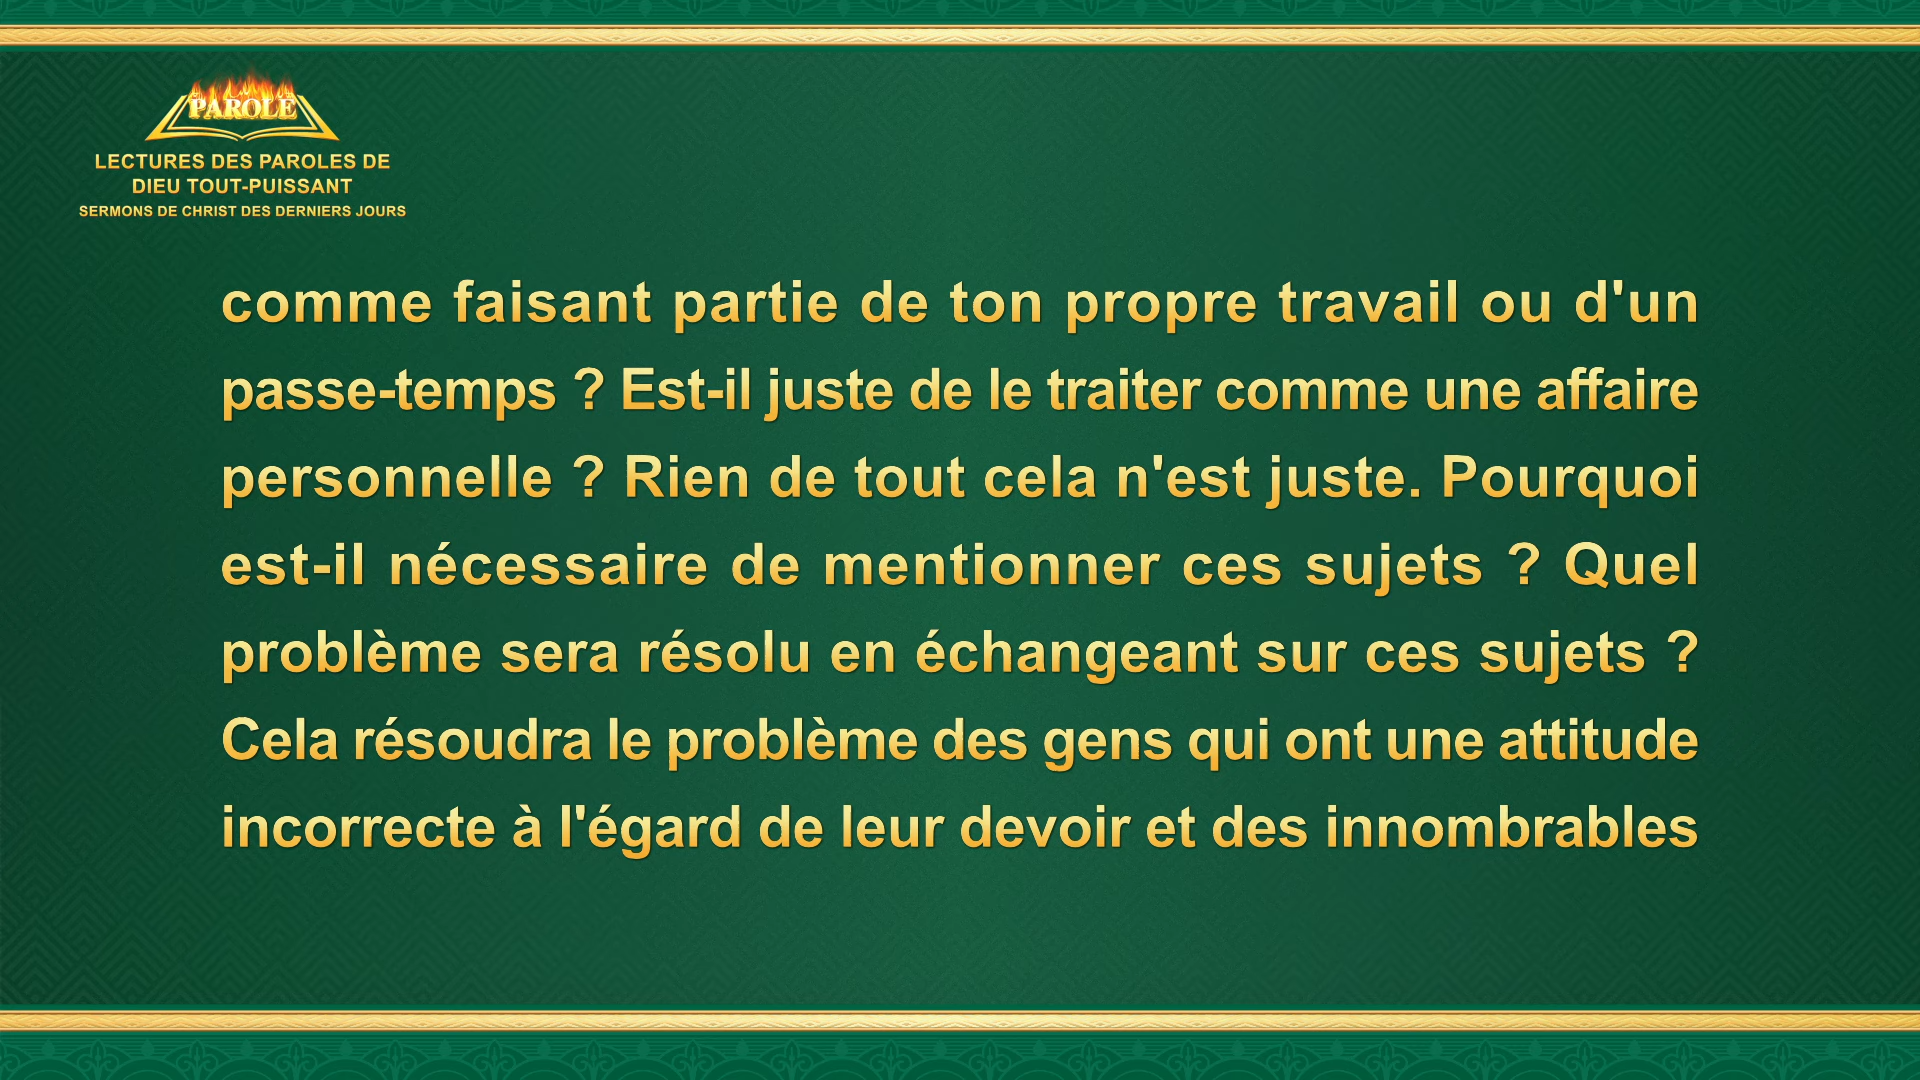 PAROLE
LECTURES DES PAROLES DE
DIEU TOUT-PUISSANT
SERMONS DE CHRIST DES DERNIERS JOURS
comme faisant partie de ton propre travail ou d'un
passe-temps ? Est-il juste de le traiter comme une affaire
personnelle ? Rien de tout cela n'est juste. Pourquoi
est-il nécessaire de mentionner ces sujets ? Quel
problème sera résolu en échangeant sur ces sujets ?
Cela résoudra le problème des gens qui ont une attitude
incorrecte à l'égard de leur devoir et des innombrables